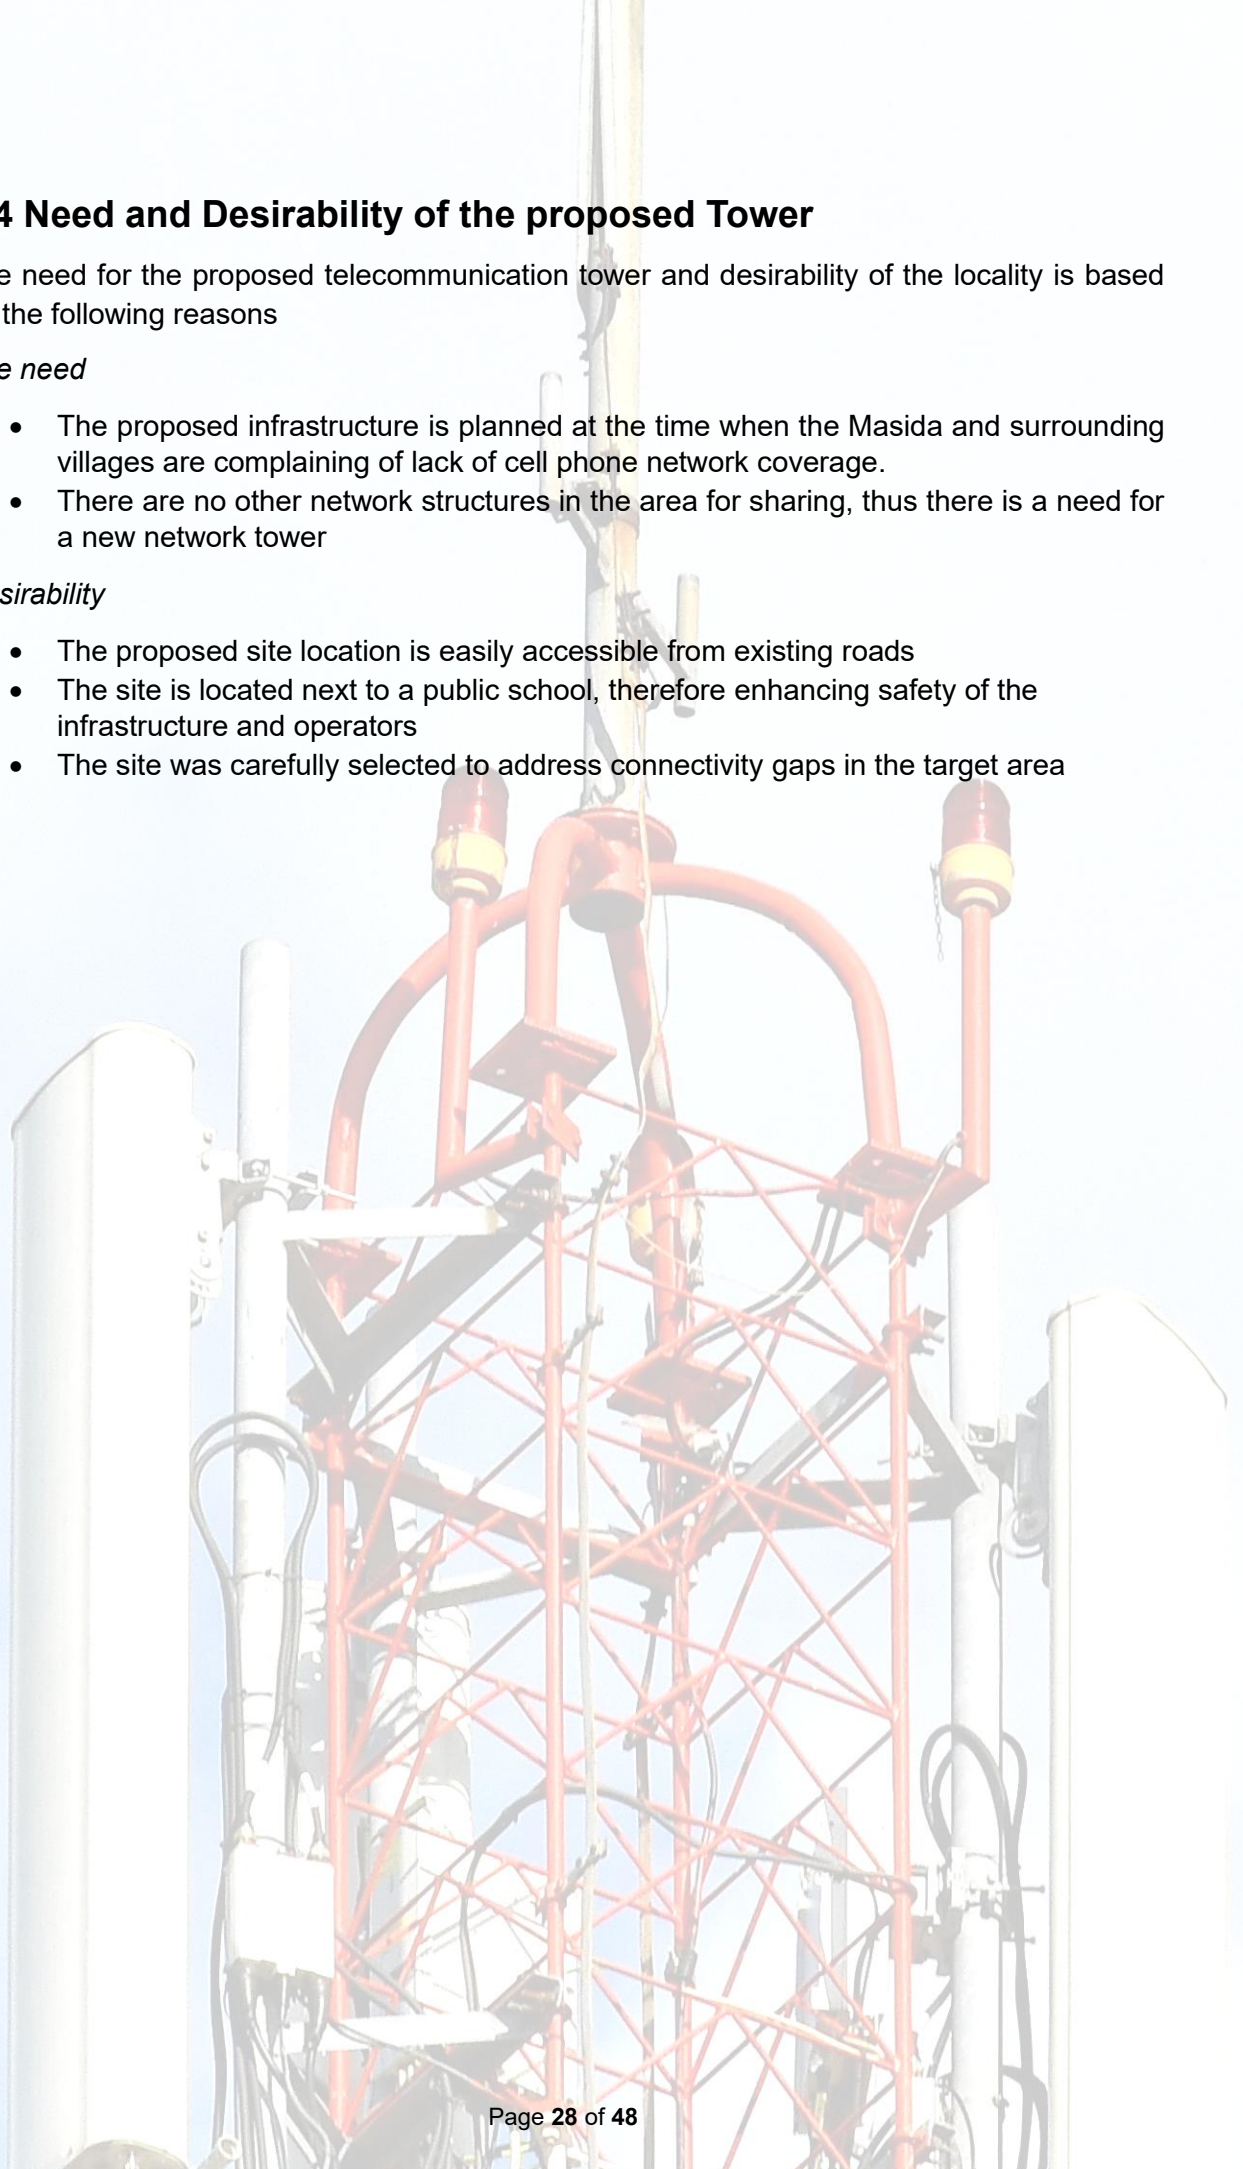 4 Need and Desirability of the proposed Tower
e need for the proposed telecommunication tower and desirability of the locality is based
the following reasons
e need
• The proposed infrastructure is planned at the time when the Masida and surrounding
villages are complaining of lack of cell phone network coverage.
• There are no other network structures in the area for sharing, thus there is a need for
a new network tower
sirability
• The proposed site location is easily accessible from existing roads
• The site is located next to a public school, therefore enhancing safety of the
infrastructure and operators
• The site was carefully selected to address connectivity gaps in the target area
Page 28 of 48